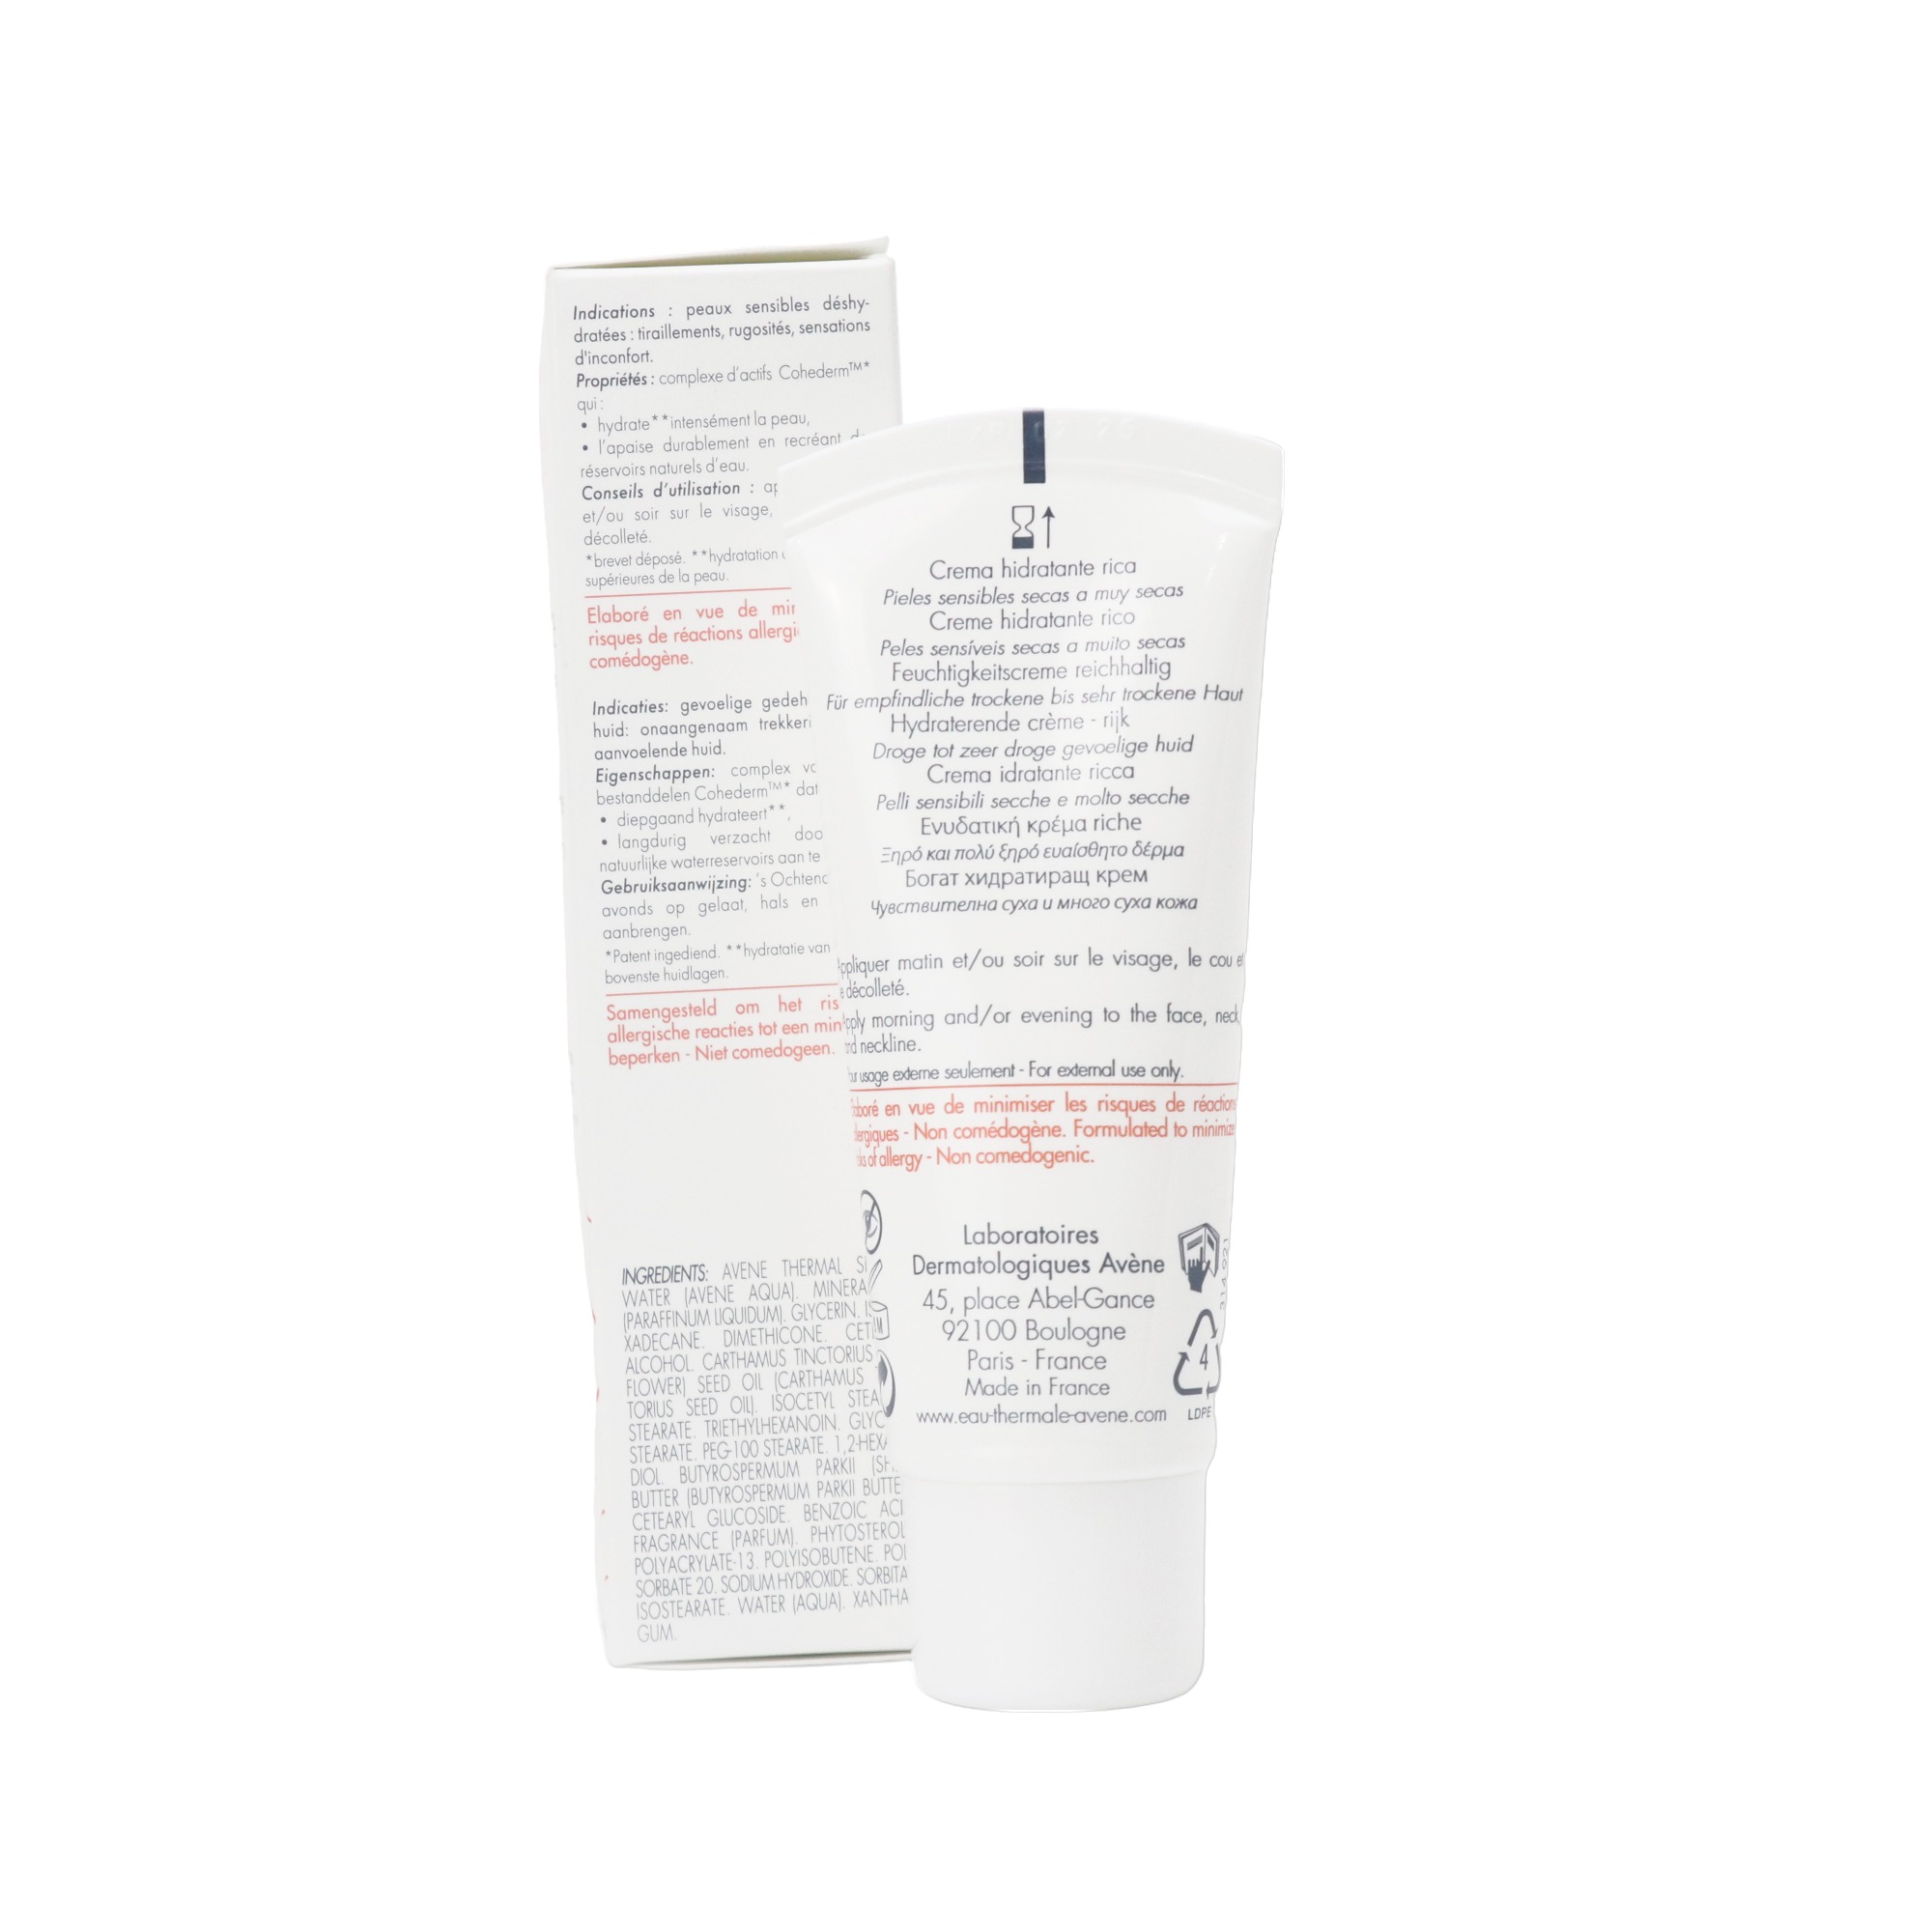 Indications : peaux sensibles déshy-
dratées : tiraillements, rugosités, sensations
d'inconfort.
Propriétés : complexe d'actifs Cohederm™*
qui :
• hydrate** intensément la peau,
• l'apaise durablement en recréant
réservoirs naturels d'eau.
Conseils d'utilisation :
et/ou soir sur le visage,
décolleté.
*brevet déposé. **hydratation
supérieures de la peau.
Elaboré en vue de
risques de réactions
comédogène.
Indicaties: gevoelige
huid: onaangenaam
aanvoelende huid.
Eigenschappen: complex
bestanddelen Cohederm™* dat
• diepgaand hydrateert**,
• langdurig verzacht
natuurlijke waterreservoirs aan te
Gebruiksaanwijzing: 's
avonds op gelaat, hals en
aanbrengen.
*Patent ingediend. **hydratatie van
bovenste huidlagen.
Samengesteld om het
allergische reacties tot een
beperken - Niet comedogeen.
INGREDIENTS: AVENE THERMAL
WATER (AVENE AQUA).
(PARAFFINUM LIQUIDUM). GLYCERIN.
XADECANE. DIMETHICONE.
ALCOHOL. CARTHAMUS TINCTORIUS
FLOWER) SEED OIL (CARTHAMUS
TORIUS SEED OIL). ISOCETYL
STEARATE. TRIETHYLHEXANOIN.
STEARATE. PEG-100 STEARATE.
DIOL. BUTYROSPERMUM PARKII
BUTTER (BUTYROSPERMUM PARKII
CETEARYL GLUCOSIDE. BENZOIC
FRAGRANCE (PARFUM).
POLYACRYLATE-13. POLYISOBUTENE.
SORBATE 20. SODIUM HYDROXIDE.
ISOSTEARATE. WATER (AQUA).
GUM.
Crema hidratante rica
Pieles sensibles secas a muy secas
Creme hidratante rico
Peles sensíveis secas a muito secas
Feuchtigkeitscreme reichhaltig
Für empfindliche trockene bis sehr trockene Haut
Hydraterende crème - rijk
Droge tot zeer droge gevoelige huid
Crema idratante ricca
Pelli sensibili secche e molto secche
Ενυδατική κρέμα riche
Ξηρό και πολύ ξηρό ευαίσθητο δέρμα
Богат хидратиращ крем
Чувствителна суха и много суха кожа
matin et/ou soir sur le visage, le cou
décolleté.
morning and/or evening to the face, neck,
neckline.
usage externe seulement - For external use only.
en vue de minimiser les risques de
- Non comédogène. Formulated to minimize
of allergy - Non comedogenic.
Laboratoires
Dermatologiques Avène
45, place Abel-Gance
92100 Boulogne
Paris - France
Made in France
www.eau-thermale-avene.com
4
LDPE